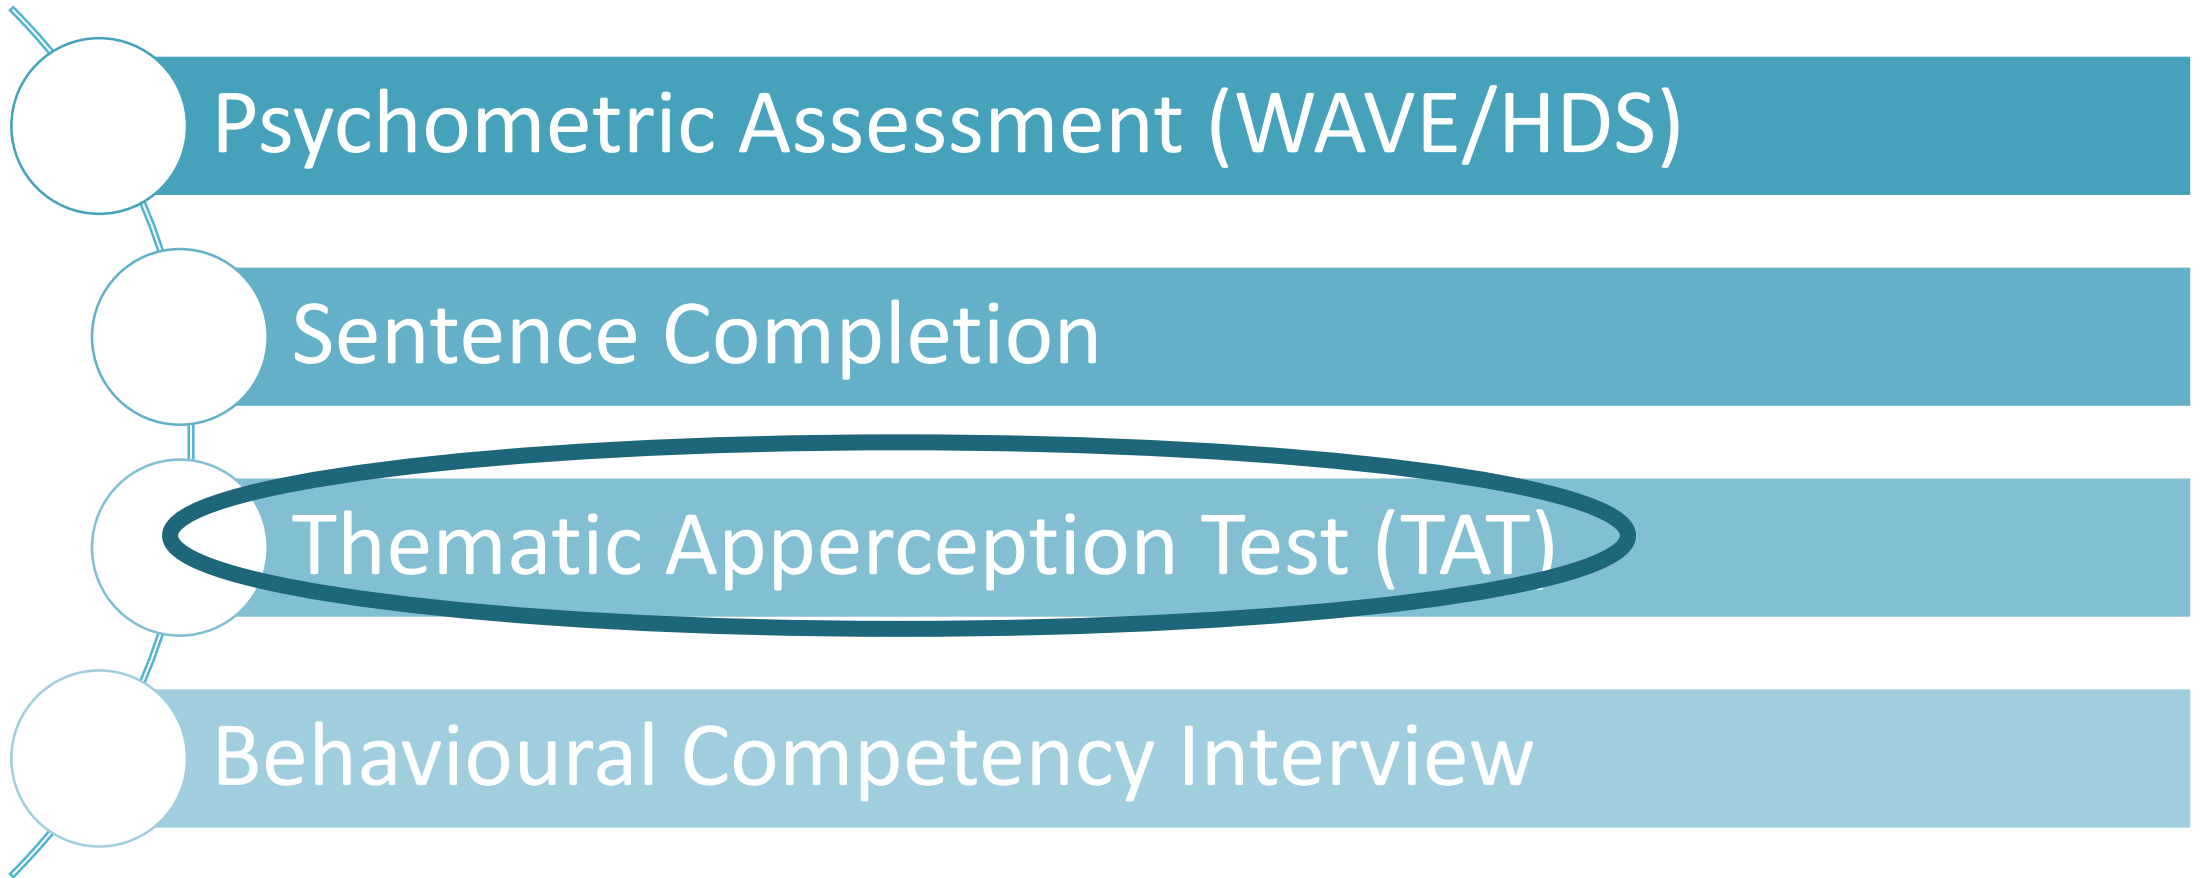 Psychometric Assessment (WAVE/HDS)
Sentence Completion
Thematic Apperception Test (TAT)
Behavioural Competency Interview